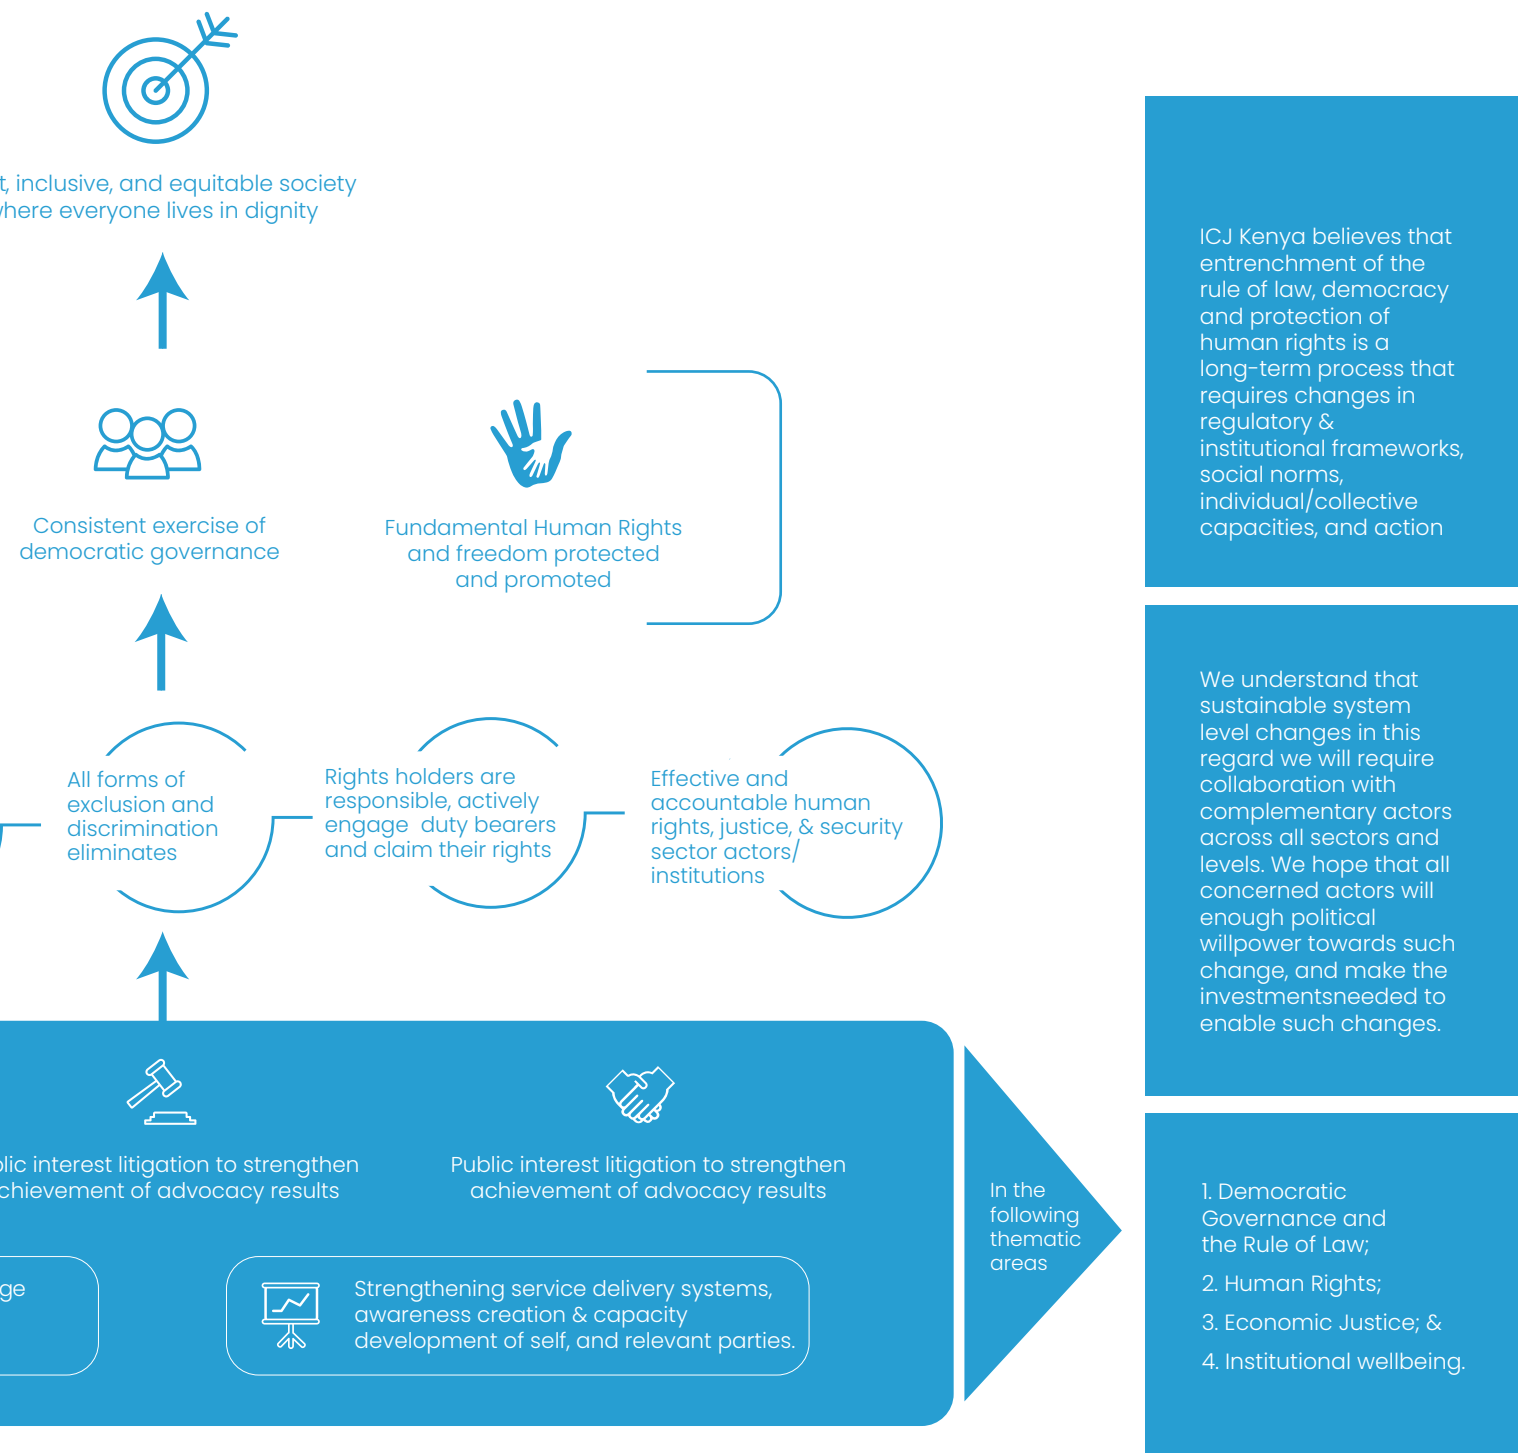 , inclusive, and equitable society
where everyone lives in dignity
Consistent exercise of
democratic governance
Fundamental Human Rights
and freedom protected
and promoted
All forms of
exclusion and
discrimination
eliminates
Rights holders are
responsible, actively
engage duty bearers
and claim their rights
Effective and
accountable human
rights, justice, & security
sector actors/
institutions
interest litigation to strengthen
of advocacy results
Public interest litigation to strengthen
achievement of advocacy results
Strengthening service delivery systems,
awareness creation & capacity
development of self, and relevant parties.
In the
following
thematic
areas
ICJ Kenya believes that
entrenchment of the
rule of law, democracy
and protection of
human rights is a
long-term process that
requires changes in
regulatory &
institutional frameworks,
social norms,
individual/collective
capacities, and action
We understand that
sustainable system
level changes in this
regard we will require
collaboration with
complementary actors
across all sectors and
levels. We hope that all
concerned actors will
enough political
willpower towards such
change, and make the
investmentsneeded to
enable such changes.
1. Democratic
Governance and
the Rule of Law;
2. Human Rights;
3. Economic Justice; &
4. Institutional wellbeing.